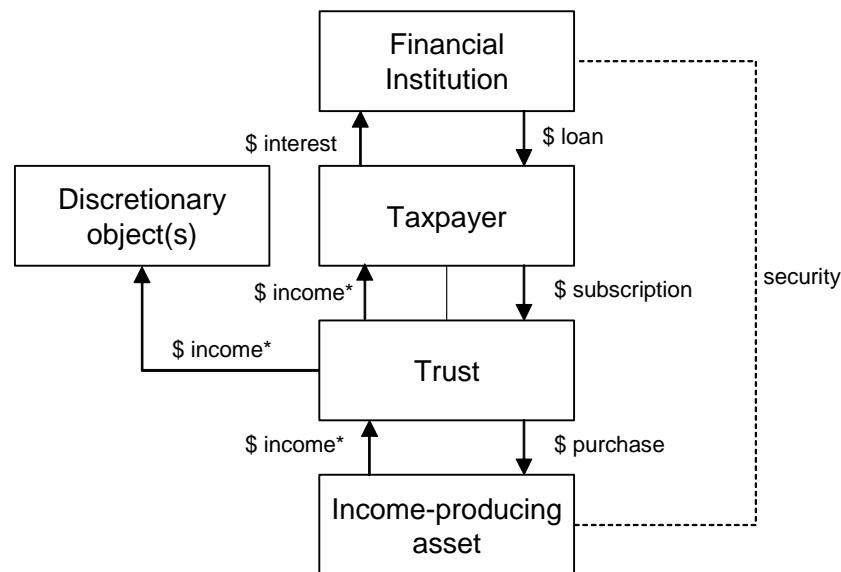 Financial
Institution
$ interest
$ loan
Discretionary
object(s)
Taxpayer
security
$ income*
$ subscription
$ income*
Trust
$ income*
$ purchase
Income-producing
asset